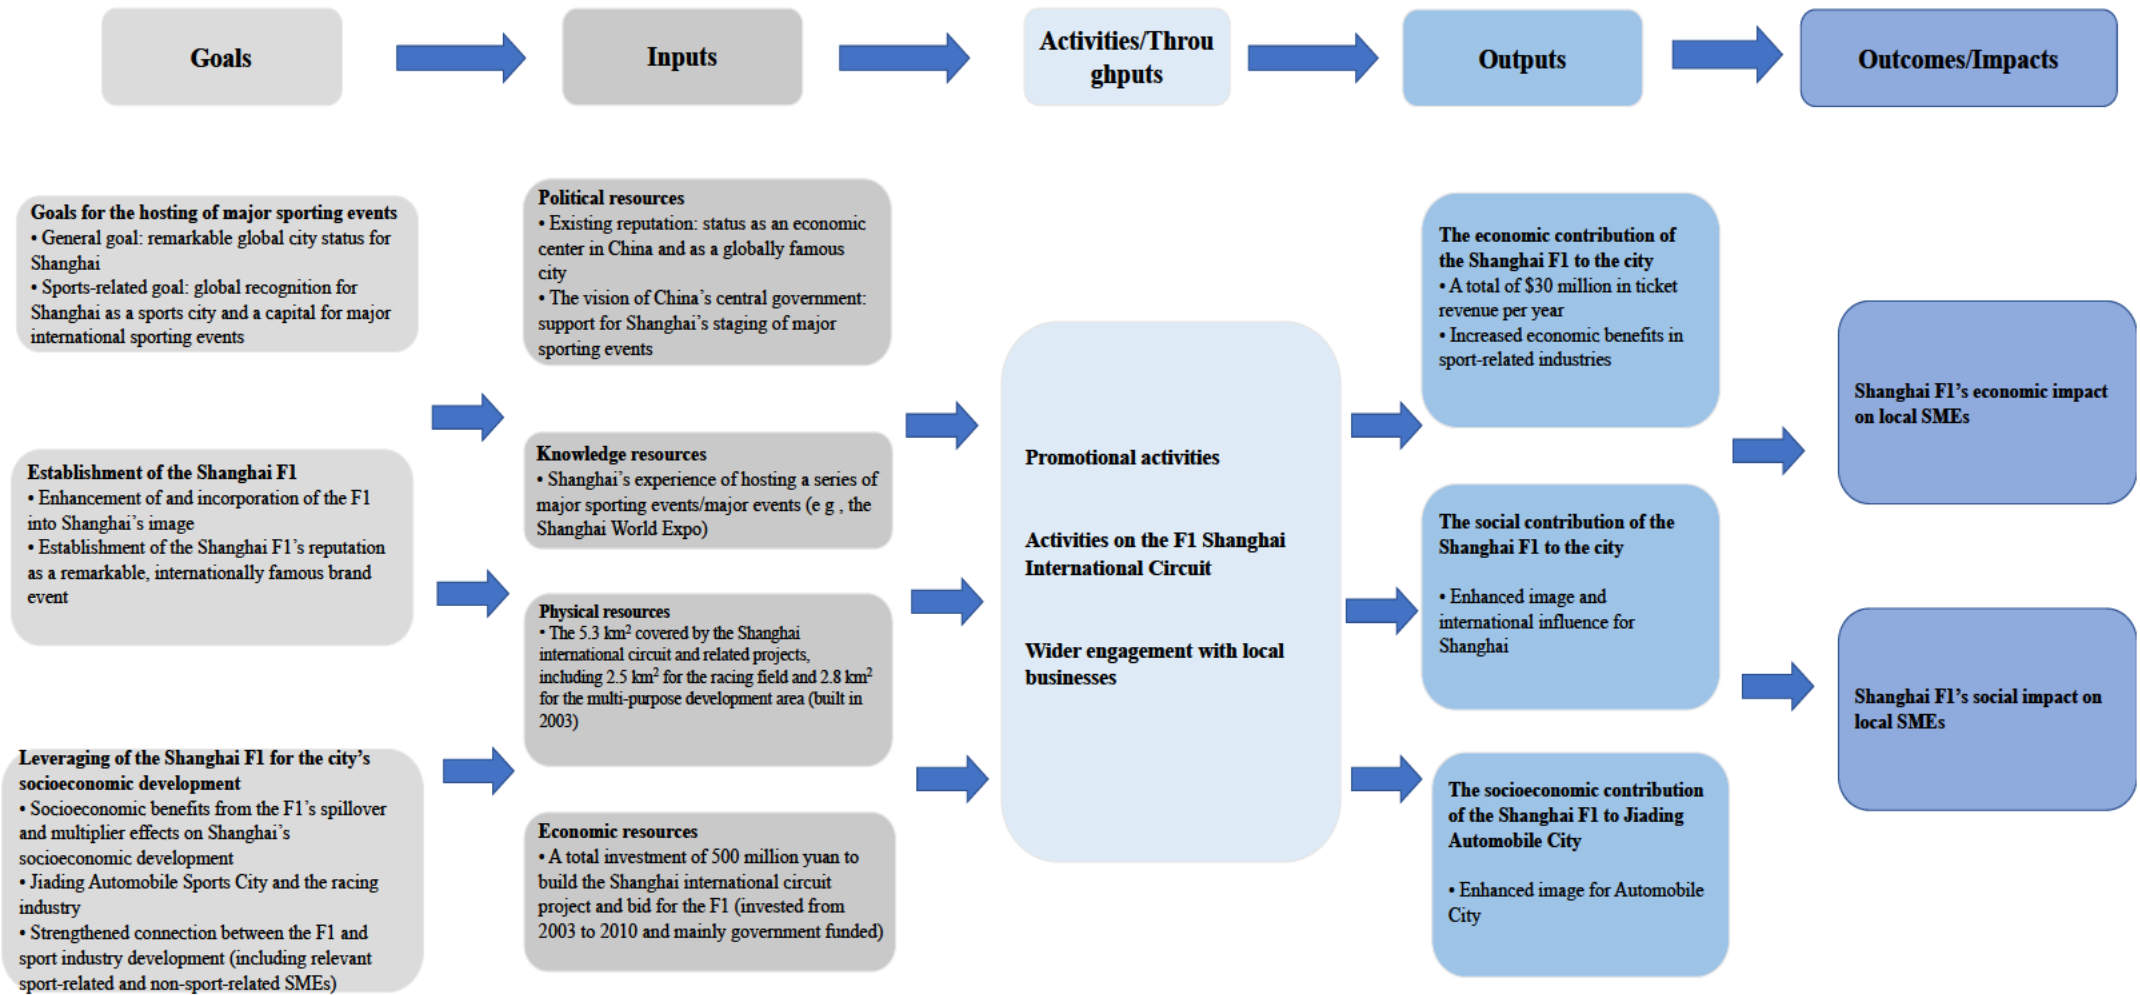 Goals
Inputs
Activities/Throu
ghputs
Outputs
Outcomes/Impacts
Goals for the hosting of major sporting events
• General goal: remarkable global city status for
Shanghai
• Sports-related goal: global recognition for
Shanghai as a sports city and a capital for major
international sporting events
Establishment of the Shanghai F1
• Enhancement of and incorporation of the F1
into Shanghai’s image
• Establishment of the Shanghai F1’s reputation
as a remarkable, internationally famous brand
event
Leveraging of the Shanghai F1 for the city’s
socioeconomic development
• Socioeconomic benefits from the F1’s spillover
and multiplier effects on Shanghai’s
socioeconomic development
• Jiading Automobile Sports City and the racing
industry
• Strengthened connection between the F1 and
sport industry development (including relevant
sport-related and non-sport-related SMEs)
Political resources
• Existing reputation: status as an economic
center in China and as a globally famous
city
• The vision of China’s central government:
support for Shanghai’s staging of major
sporting events
Knowledge resources
• Shanghai’s experience of hosting a series of
major sporting events/major events (e g , the
Shanghai World Expo)
Physical resources
• The 5.3 km² covered by the Shanghai
international circuit and related projects,
including 2.5 km² for the racing field and 2.8 km²
for the multi-purpose development area (built in
2003)
Economic resources
• A total investment of 500 million yuan to
build the Shanghai international circuit
project and bid for the F1 (invested from
2003 to 2010 and mainly government funded)
Promotional activities
Activities on the F1 Shanghai
International Circuit
Wider engagement with local
businesses
The economic contribution of
the Shanghai F1 to the city
• A total of $30 million in ticket
revenue per year
• Increased economic benefits in
sport-related industries
The social contribution of the
Shanghai F1 to the city
• Enhanced image and
international influence for
Shanghai
The socioeconomic contribution
of the Shanghai F1 to Jiading
Automobile City
• Enhanced image for Automobile
City
Shanghai F1’s economic impact
on local SMEs
Shanghai F1’s social impact on
local SMEs